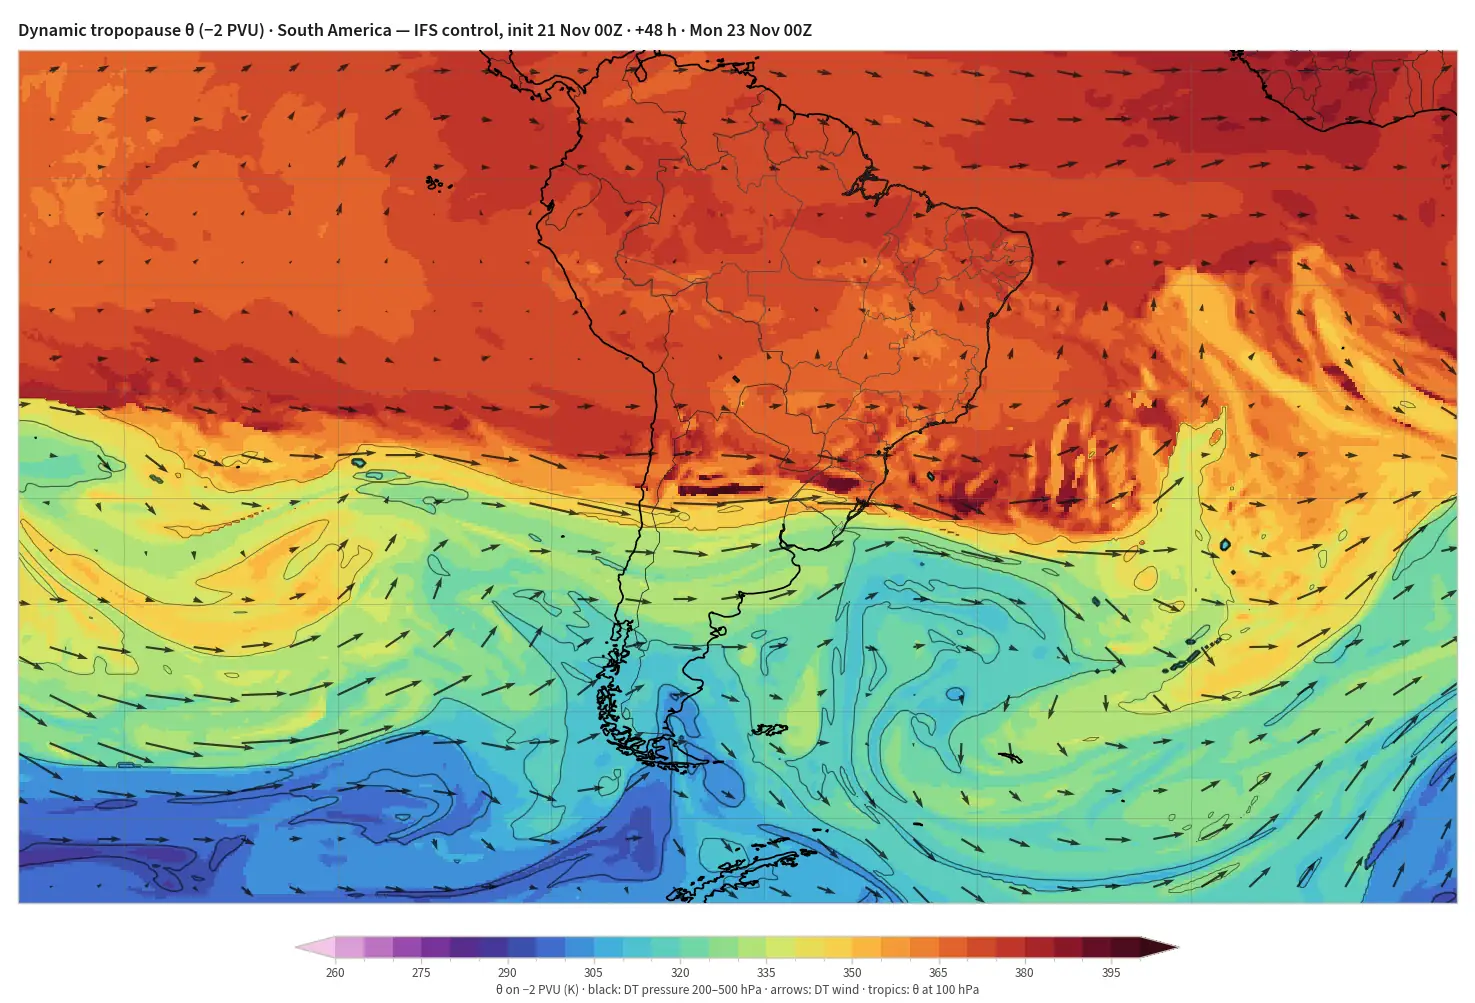 Dynamic tropopause θ (−2 PVU) · South America — IFS control, init 21 Nov 00Z · +48 h · Mon 23 Nov 00Z
260 275 290 305 320 335 350 365 380 395
θ on −2 PVU (K) · black: DT pressure 200–500 hPa · arrows: DT wind · tropics: θ at 100 hPa